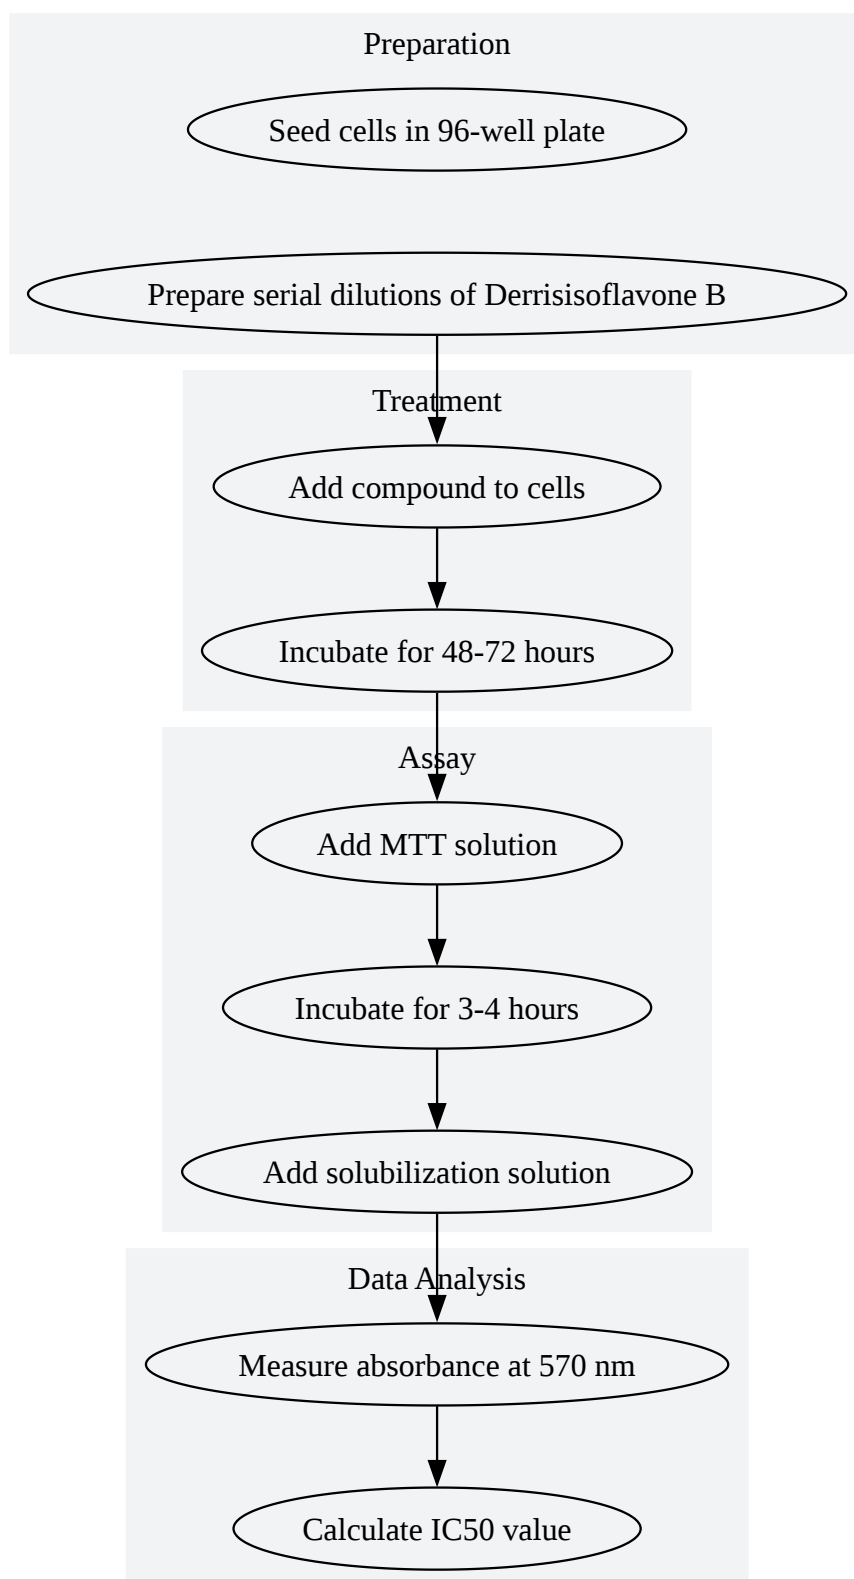 Preparation
Seed cells in 96-well plate
Prepare serial dilutions of Derrisisoflavone B
Treatment
Add compound to cells
Incubate for 48-72 hours
Assay
Add MTT solution
Incubate for 3-4 hours
Add solubilization solution
Data Analysis
Measure absorbance at 570 nm
Calculate IC50 value